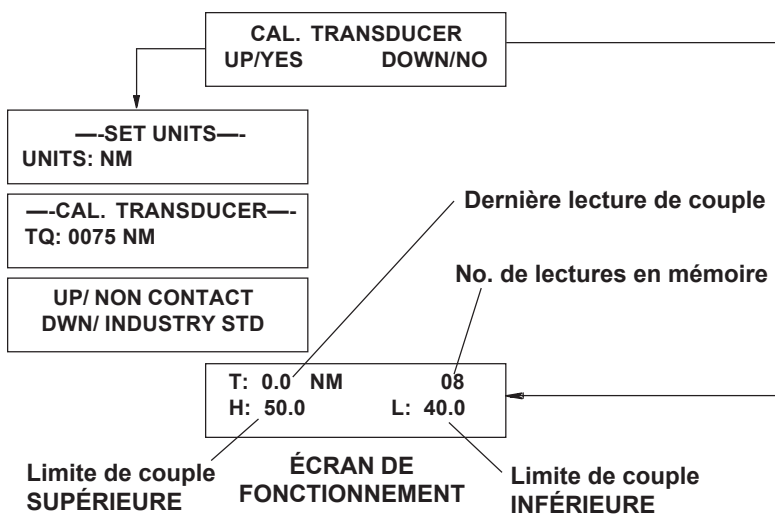 CAL. TRANSDUCER
UP/YES DOWN/NO
—-SET UNITS—-
UNITS: NM
—-CAL. TRANSDUCER—-
TQ: 0075 NM
UP/ NON CONTACT
DWN/ INDUSTRY STD
Dernière lecture de couple
No. de lectures en mémoire
T: 0.0 NM 08
H: 50.0 L: 40.0
Limite de couple
SUPÉRIEURE
ÉCRAN DE
FONCTIONNEMENT
Limite de couple
INFÉRIEURE